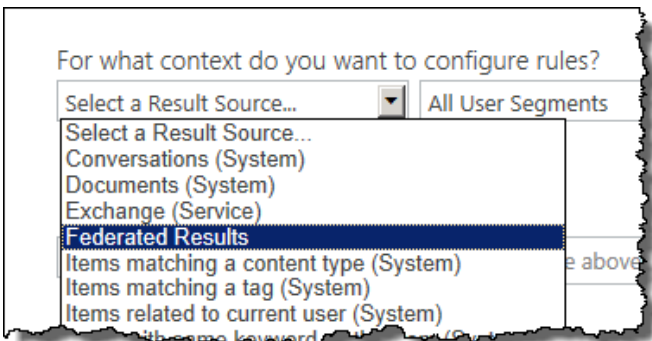 For what context do you want to configure rules?
Select a Result Source... All User Segments
Select a Result Source...
Conversations (System)
Documents (System)
Exchange (Service)
Federated Results
Items matching a content type (System)
e above
Items matching a tag (System)
Items related to current user (System)
keyword